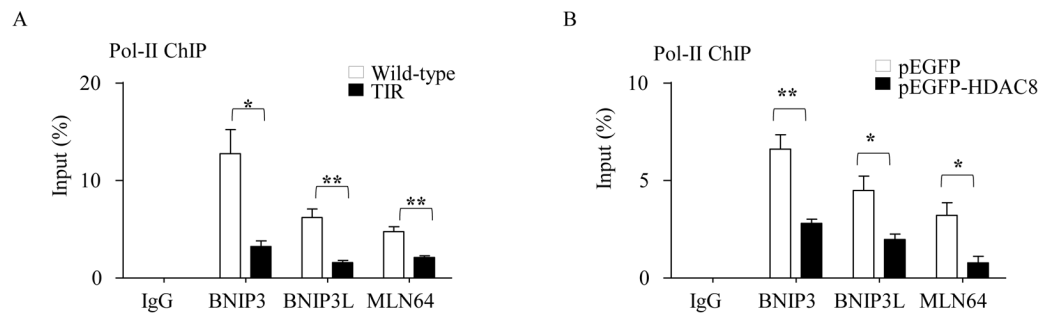 A
Pol-II ChIP
Wild-type
TIR
Input (%)
20
10
0
*
**
**
IgG BNIP3 BNIP3L MLN64
B
Pol-II ChIP
pEGFP
pEGFP-HDAC8
Input (%)
10
5
0
**
*
*
IgG BNIP3 BNIP3L MLN64